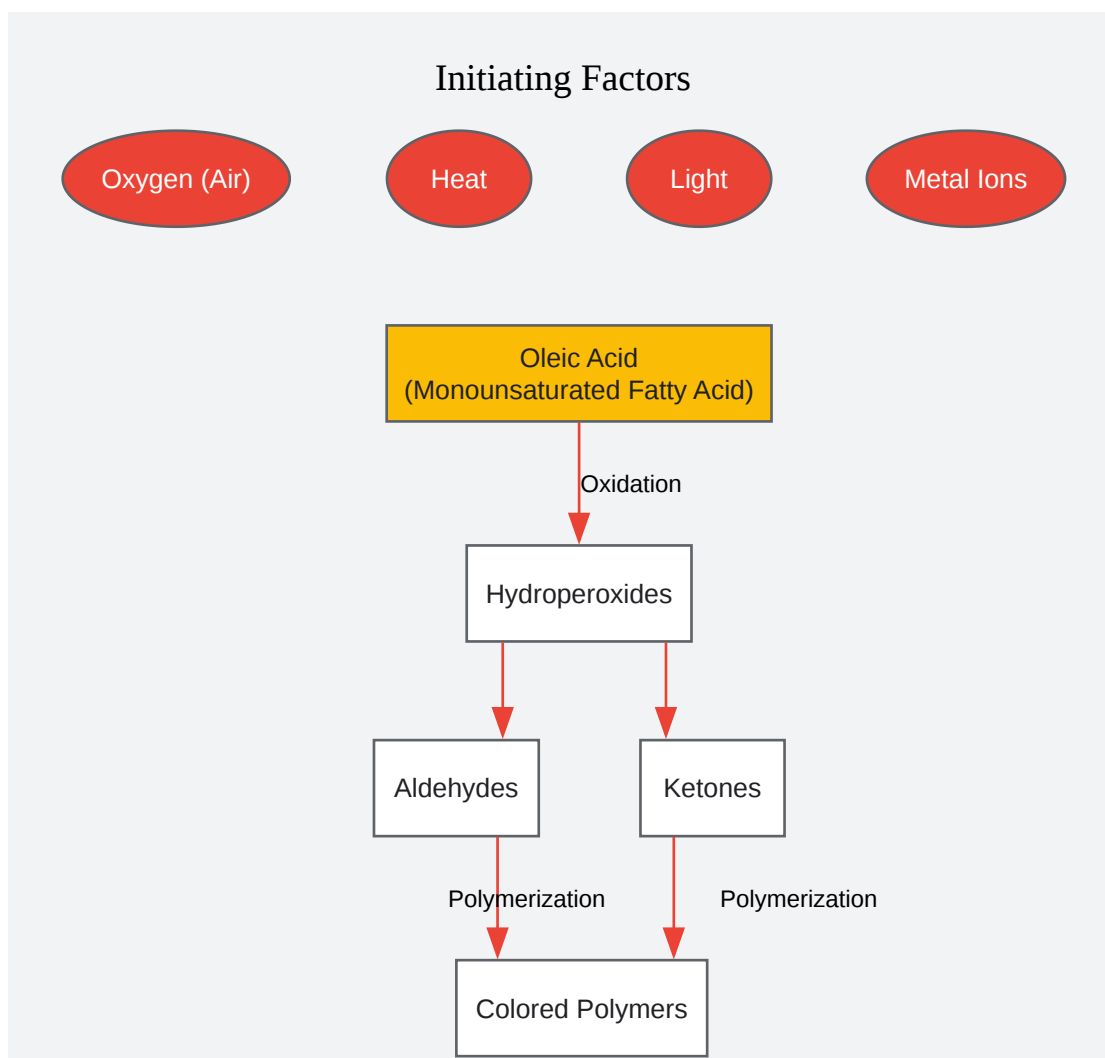 Initiating Factors
Oxygen (Air)
Heat
Light
Metal Ions
Oleic Acid
(Monounsaturated Fatty Acid)
Oxidation
Hydroperoxides
Aldehydes
Ketones
Polymerization
Polymerization
Colored Polymers